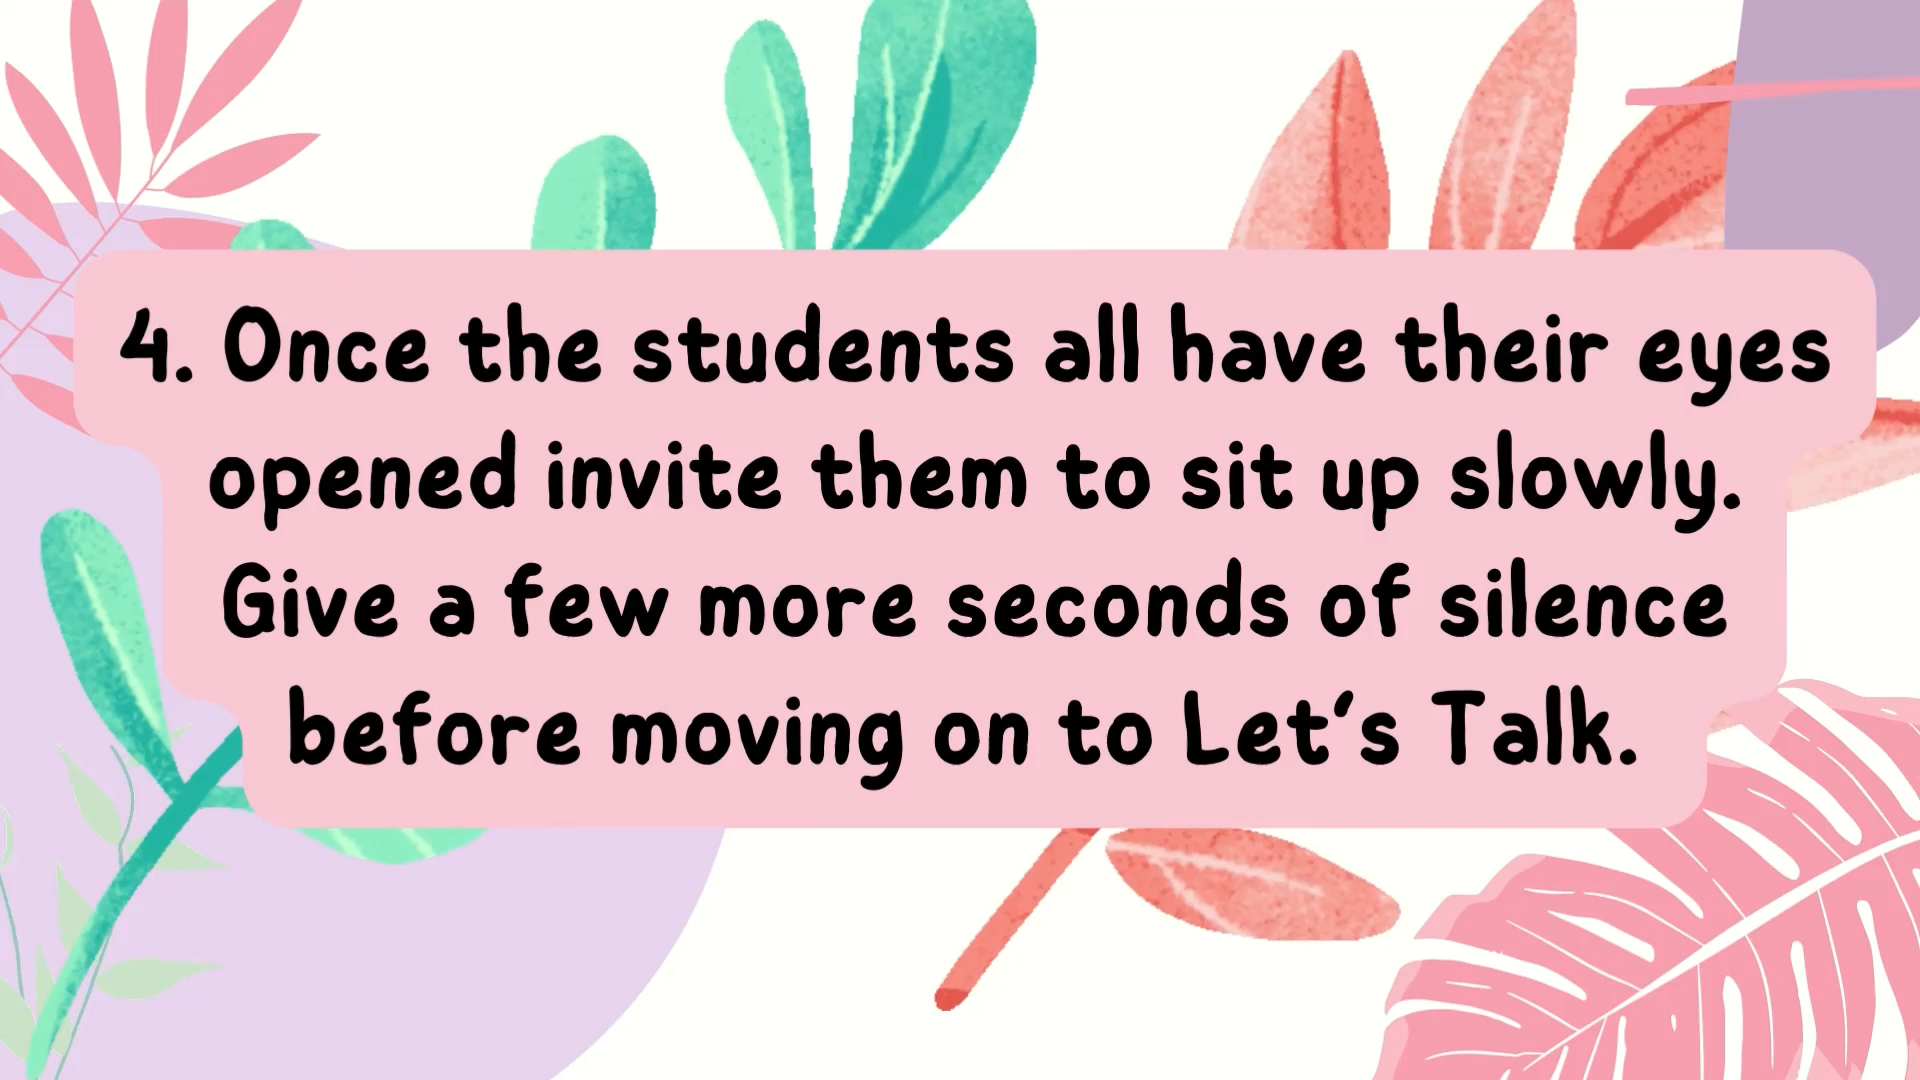 4. Once the students all have their eyes
opened invite them to sit up slowly.
Give a few more seconds of silence
before moving on to Let's Talk.